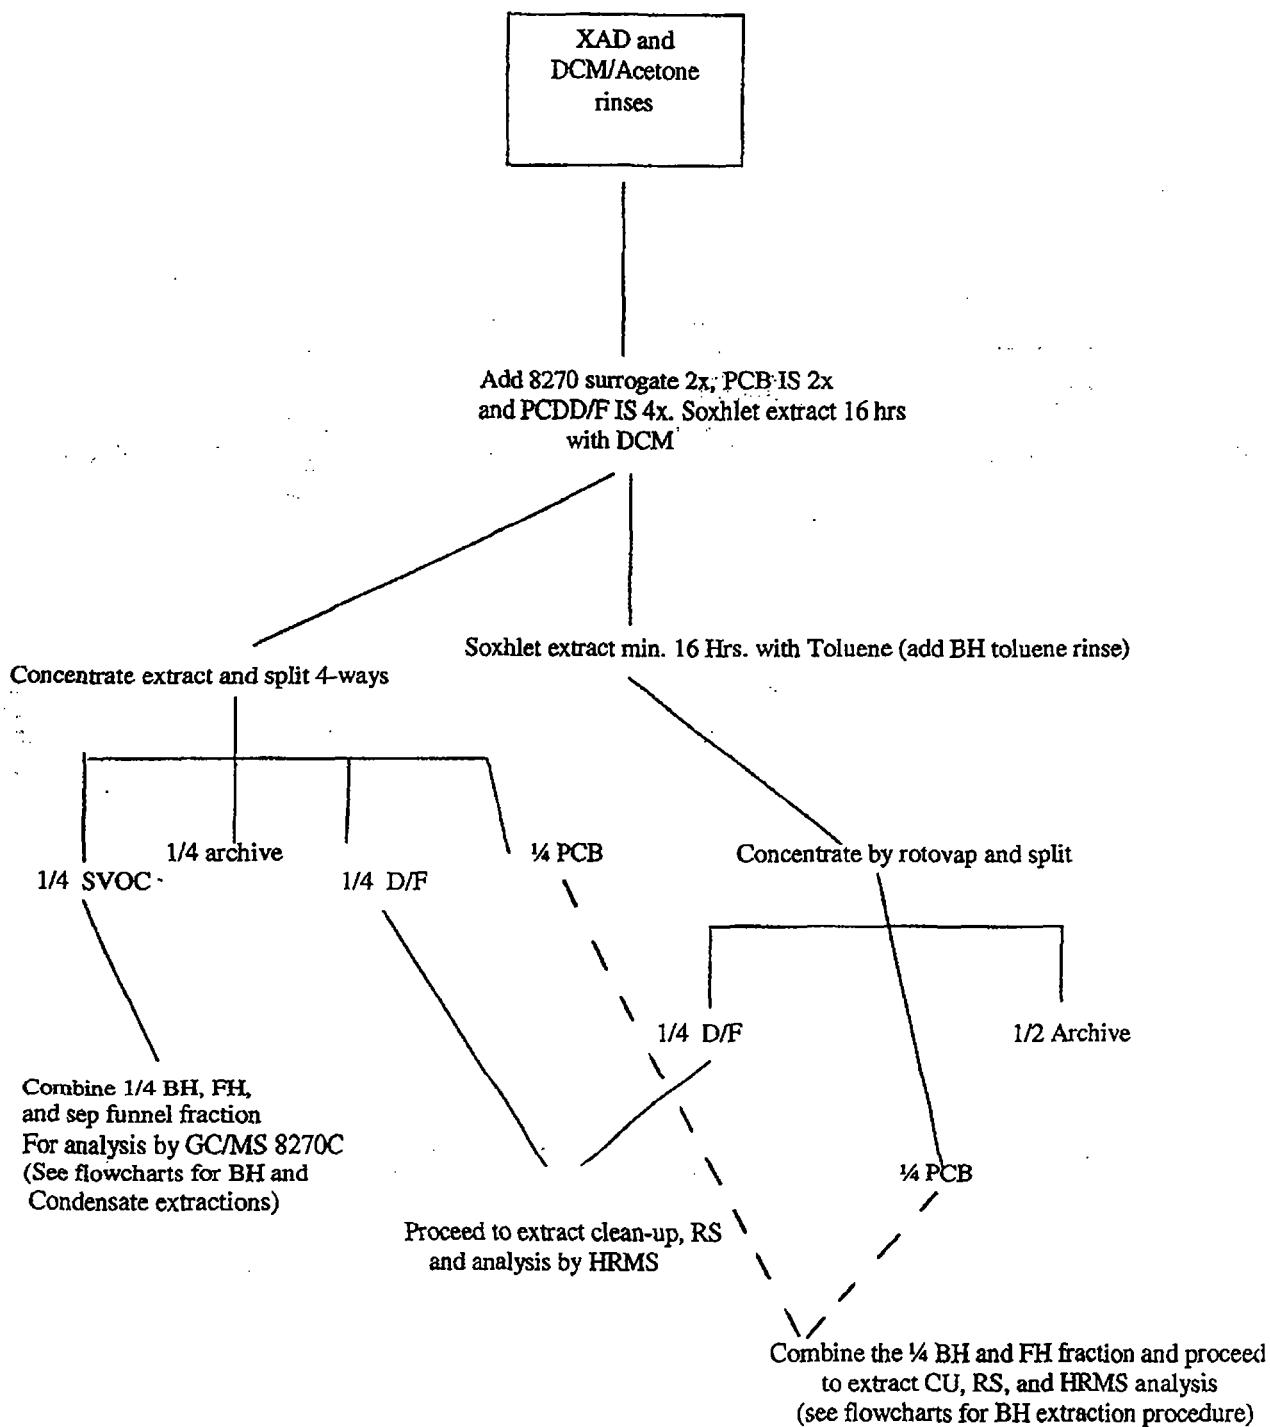 XAD and
DCM/Acetone
rinses
Add 8270 surrogate 2x, PCB IS 2x
and PCDD/F IS 4x. Soxhlet extract 16 hrs
with DCM
Soxhlet extract min. 16 Hrs. with Toluene (add BH toluene rinse)
Concentrate extract and split 4-ways
1/4 SVOC
1/4 archive
1/4 D/F
¼ PCB
Concentrate by rotovap and split
1/4 D/F
1/2 Archive
¼ PCB
Combine 1/4 BH, FH,
and sep funnel fraction
For analysis by GC/MS 8270C
(See flowcharts for BH and
Condensate extractions)
Proceed to extract clean-up, RS
and analysis by HRMS
Combine the ¼ BH and FH fraction and proceed
to extract CU, RS, and HRMS analysis
(see flowcharts for BH extraction procedure)